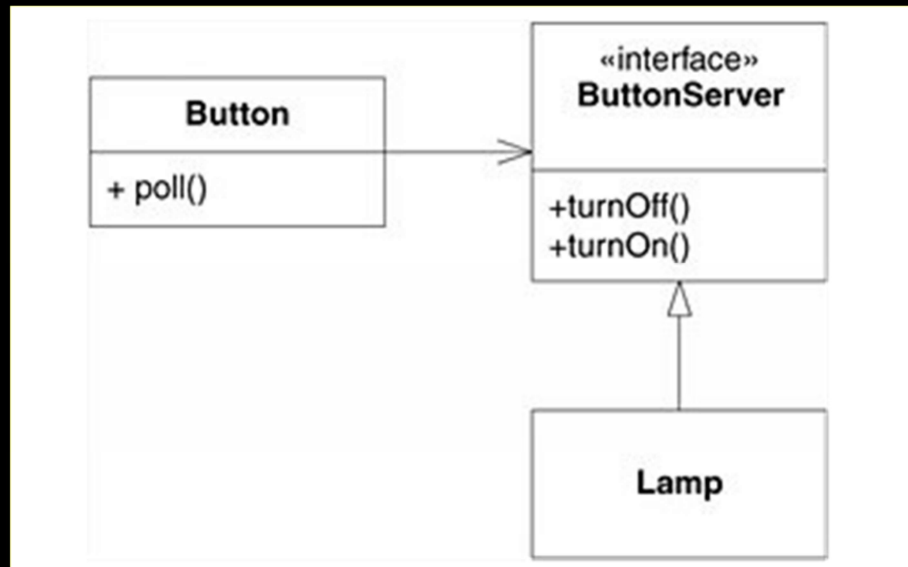 Button
+ poll()
«interface»
ButtonServer
+turnOff()
+turnOn()
Lamp